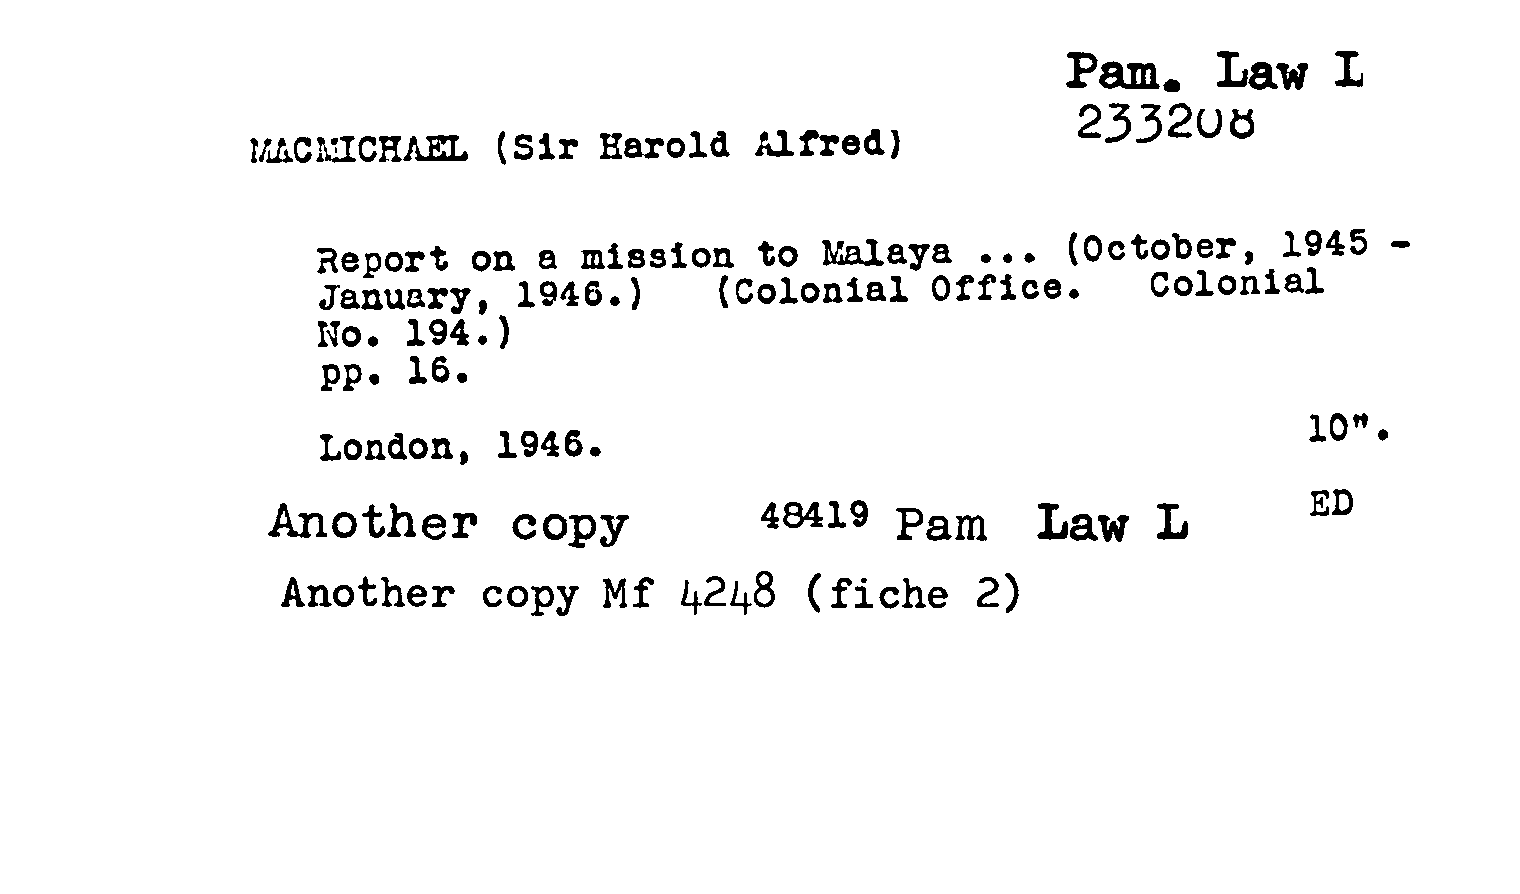 Pam. Law L
233208
MACMICHAEL (Sir Harold Alfred)
Report on a mission to Malaya ... (October, 1945 -
January, 1946.) (Colonial Office. Colonial
No. 194.)
pp. 16.
London, 1946. 10".
Another copy 48419 Pam Law L ED
Another copy Mf 4248 (fiche 2)